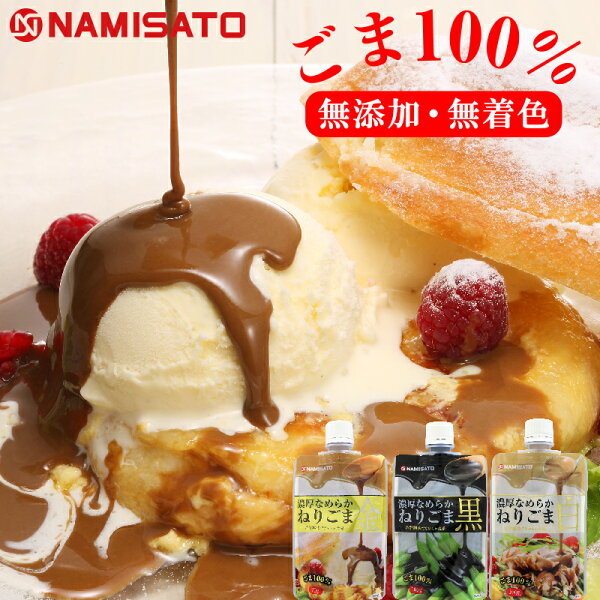 NAMISATO
ごま100%
無添加・無着色
NAMISATO
濃厚なめらか
ねりごま
金
ごま100%
NAMISATO
濃厚なめらか
ねりごま
黒
ごま100%
NAMISATO
濃厚なめらか
ねりごま
白
ごま100%